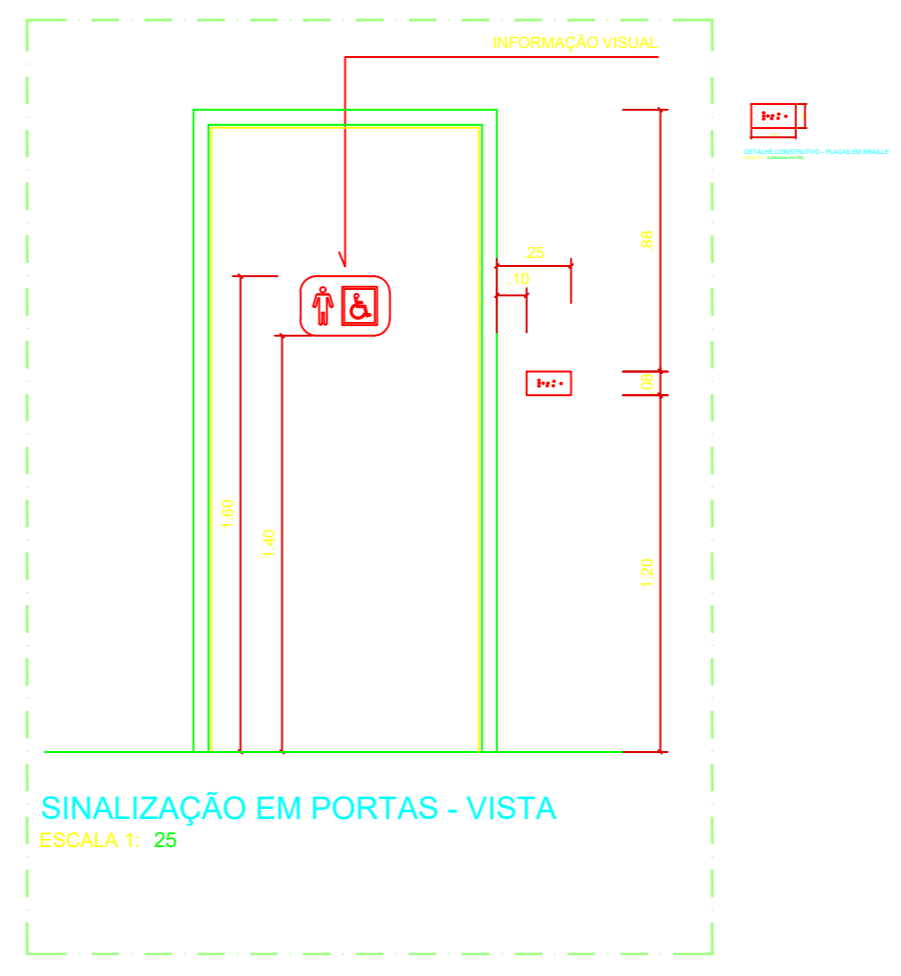 INFORMAÇÃO VISUAL
.25
.10
.88
.08
1.60
1.40
1.20
SINALIZAÇÃO EM PORTAS - VISTA
ESCALA 1: 25
DETALHE CONSTRUTIVO - PLACAS EM BRAILLE